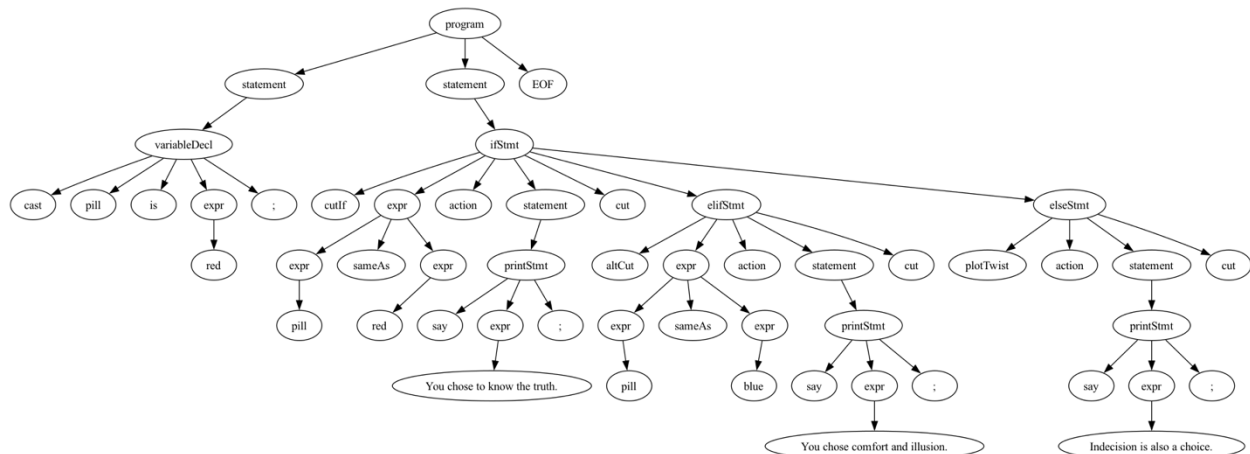 program
statement statement EOF
variableDecl ifStmt
cast pill is expr ; cutIf expr action statement cut elifStmt elseStmt
red expr sameAs expr printStmt altCut expr action statement cut plotTwist action statement cut
pill red say expr ; expr sameAs expr printStmt printStmt
You chose to know the truth. pill blue say expr ; say expr ;
You chose comfort and illusion. Indecision is also a choice.